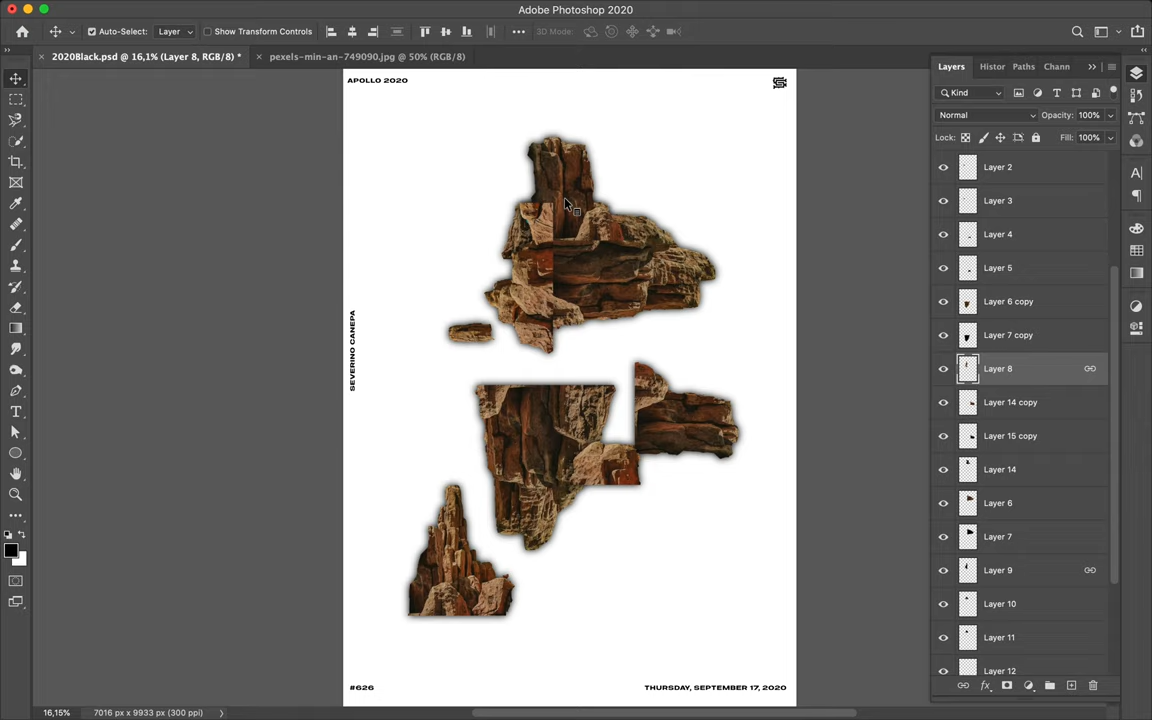 Adobe Photoshop 2020
Auto-Select: Layer Show Transform Controls 3D Mode:
2020Black.psd @ 16,1% (Layer 8, RGB/8) * pexels-min-an-749090.jpg @ 50% (RGB/8)
Layers Histor Paths Chann
Kind
Normal Opacity: 100%
Lock: Fill: 100%
Layer 2
Layer 3
Layer 4
Layer 5
Layer 6 copy
Layer 7 copy
Layer 8
Layer 14 copy
Layer 15 copy
Layer 14
Layer 6
Layer 7
Layer 9
Layer 10
Layer 11
Layer 12
APOLLO 2020
SEVERINO CANEPA
#626 THURSDAY, SEPTEMBER 17, 2020
16,15% 7016 px x 9933 px (300 ppi)